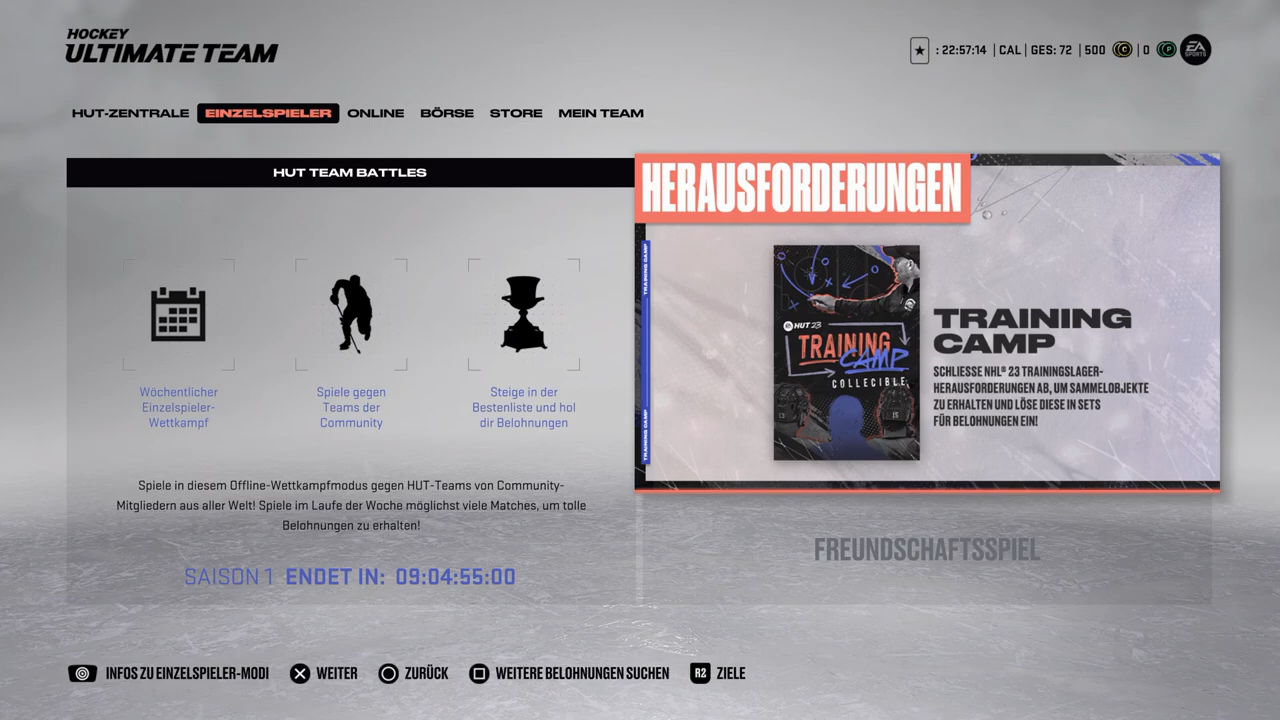 HOCKEY
ULTIMATE TEAM
: 22:57:14 | CAL | GES: 72 | 500 | 0
EA SPORTS
HUT-ZENTRALE EINZELSPIELER ONLINE BÖRSE STORE MEIN TEAM
HUT TEAM BATTLES
Wöchentlicher
Einzelspieler-
Wettkampf
Spiele gegen
Teams der
Community
Steige in der
Bestenliste und hol
dir Belohnungen
Spiele in diesem Offline-Wettkampfmodus gegen HUT-Teams von Community-
Mitgliedern aus aller Welt! Spiele im Laufe der Woche möglichst viele Matches, um tolle
Belohnungen zu erhalten!
SAISON 1 ENDET IN: 09:04:55:00
HERAUSFORDERUNGEN
TRAINING CAMP
TRAINING CAMP
HUT 23
TRAINING
CAMP
COLLECTIBLE
TRAINING
CAMP
SCHLIESSE NHL® 23 TRAININGSLAGER-
HERAUSFORDERUNGEN AB, UM SAMMELOBJEKTE
ZU ERHALTEN UND LÖSE DIESE IN SETS
FÜR BELOHNUNGEN EIN!
FREUNDSCHAFTSSPIEL
INFOS ZU EINZELSPIELER-MODI WEITER ZURÜCK WEITERE BELOHNUNGEN SUCHEN R2 ZIELE